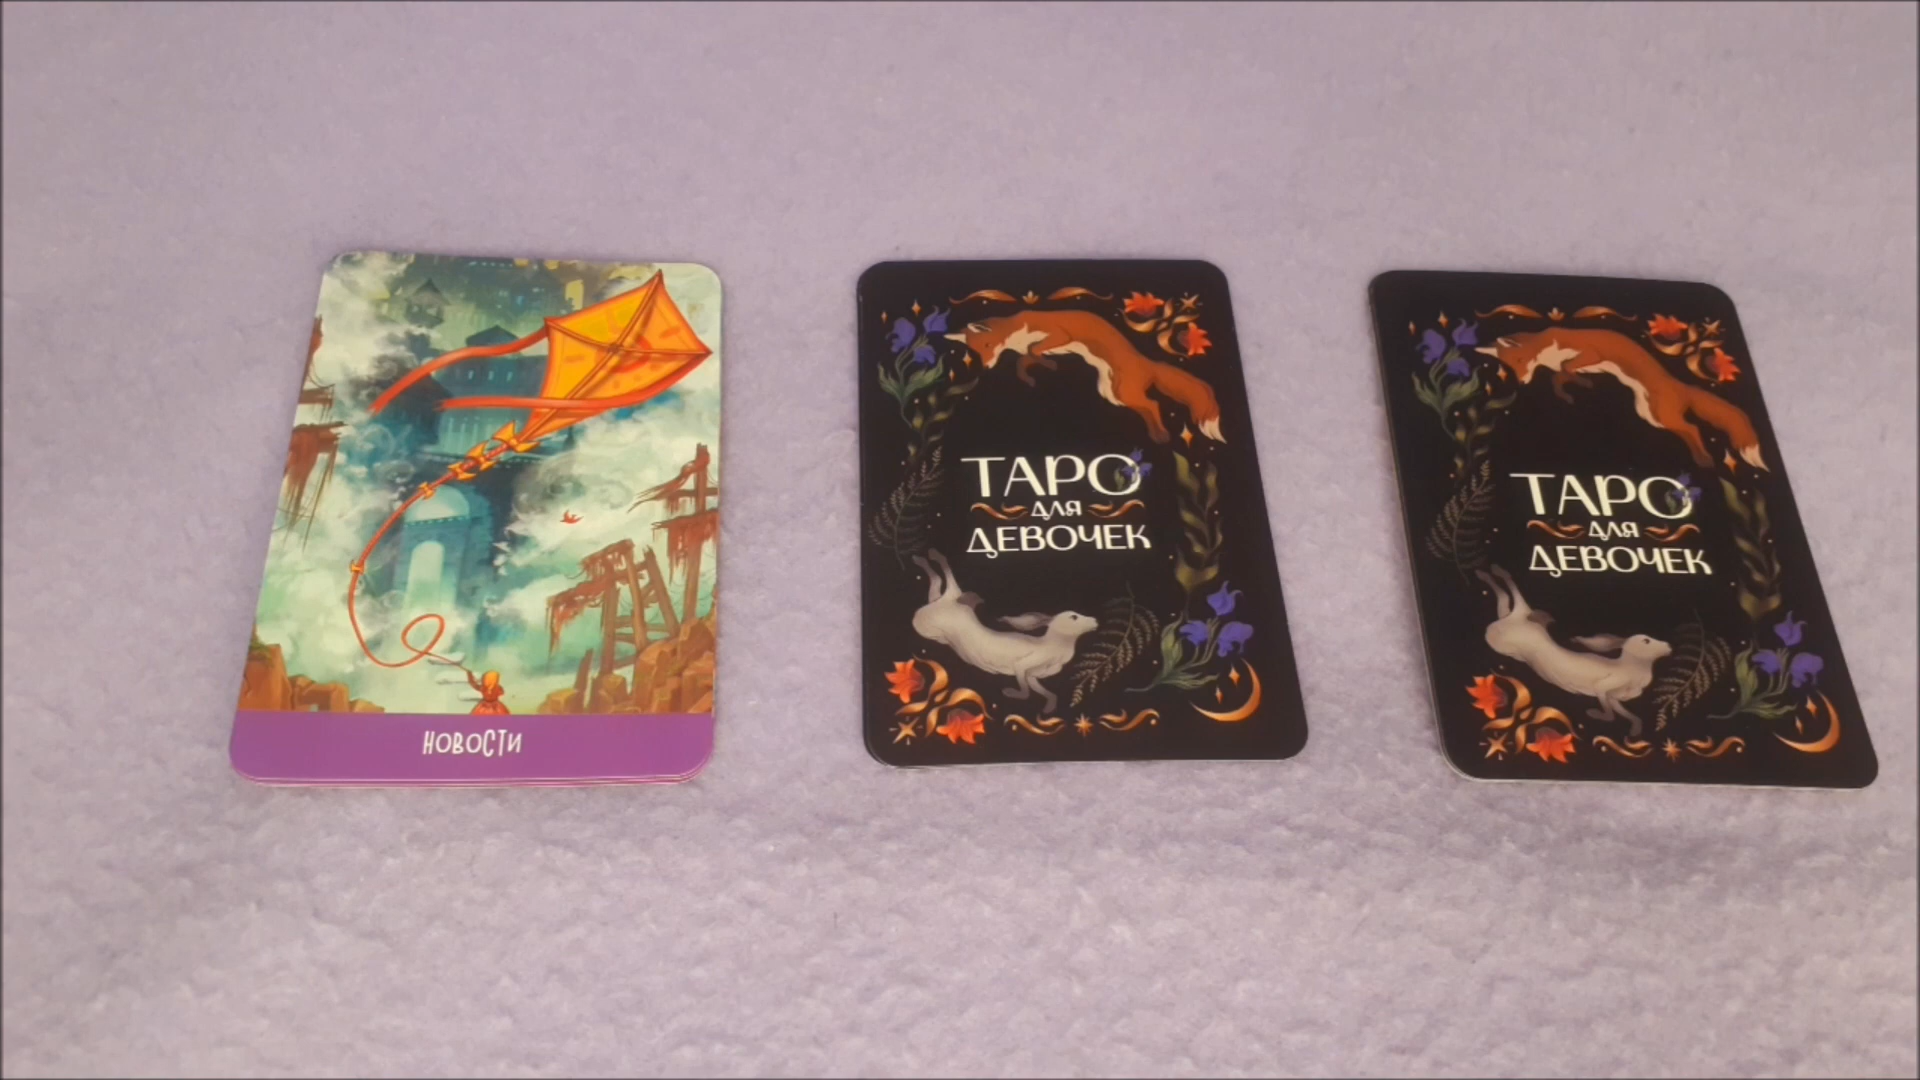 НОВОСТИ
ТАРО
ДЛЯ
ДЕВОЧЕК
ТАРО
ДЛЯ
ДЕВОЧЕК